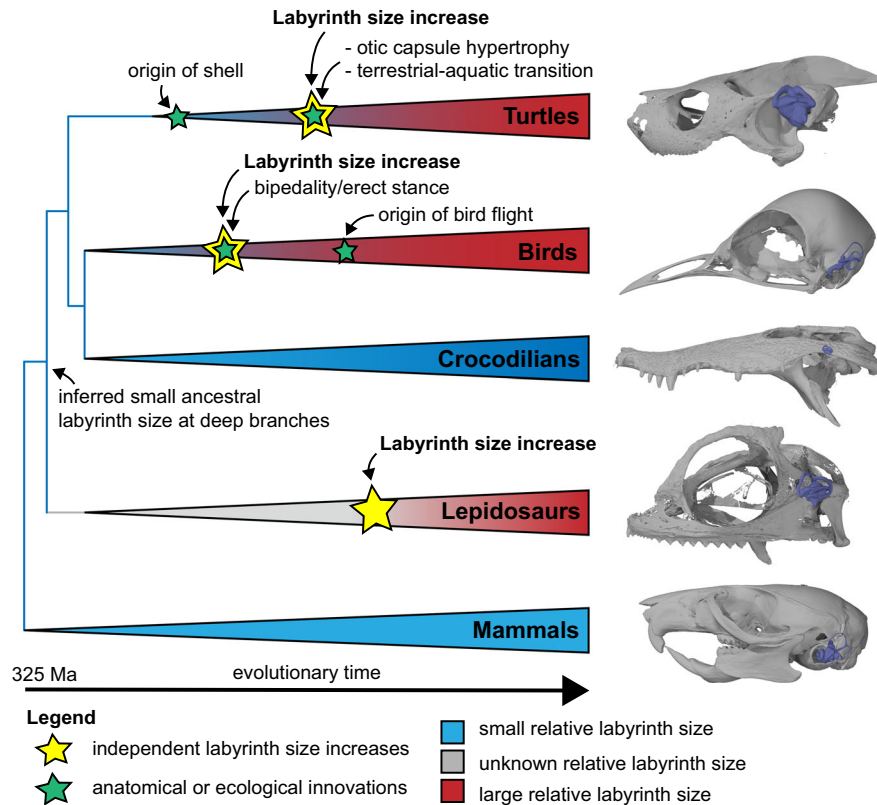 Labyrinth size increase
- otic capsule hypertrophy
- terrestrial-aquatic transition
origin of shell
Turtles
Labyrinth size increase
bipedality/erect stance
origin of bird flight
Birds
Crocodilians
inferred small ancestral
labyrinth size at deep branches
Labyrinth size increase
Lepidosaurs
Mammals
325 Ma
evolutionary time
Legend
independent labyrinth size increases
anatomical or ecological innovations
small relative labyrinth size
unknown relative labyrinth size
large relative labyrinth size